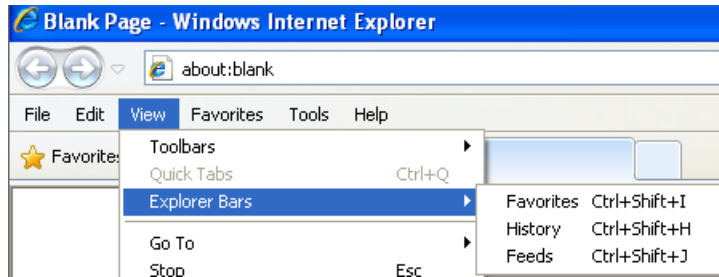 Blank Page - Windows Internet Explorer
about:blank
File Edit View Favorites Tools Help
Favorites
Toolbars
Quick Tabs Ctrl+Q
Explorer Bars
Favorites Ctrl+Shift+I
History Ctrl+Shift+H
Feeds Ctrl+Shift+J
Go To
Stop Esc